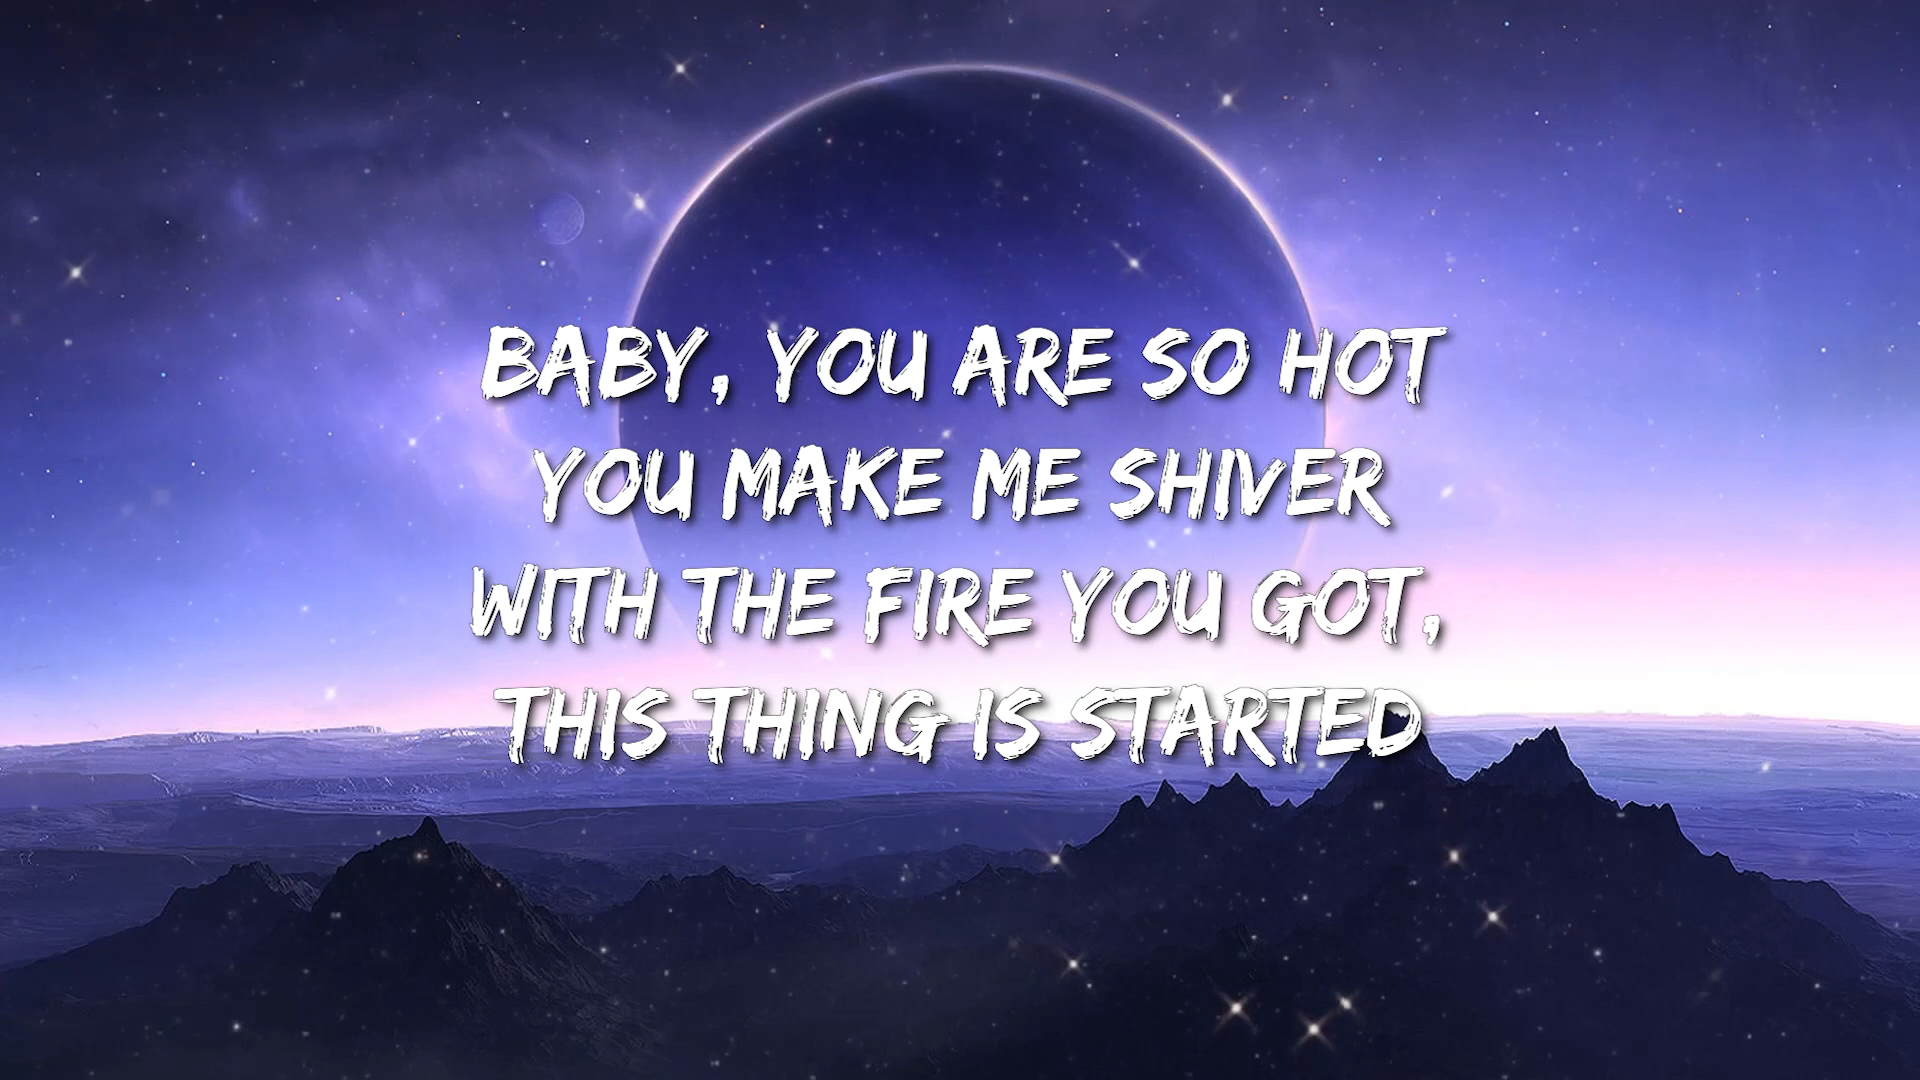 BABY, YOU ARE SO HOT
YOU MAKE ME SHIVER
WITH THE FIRE YOU GOT,
THIS THING IS STARTED